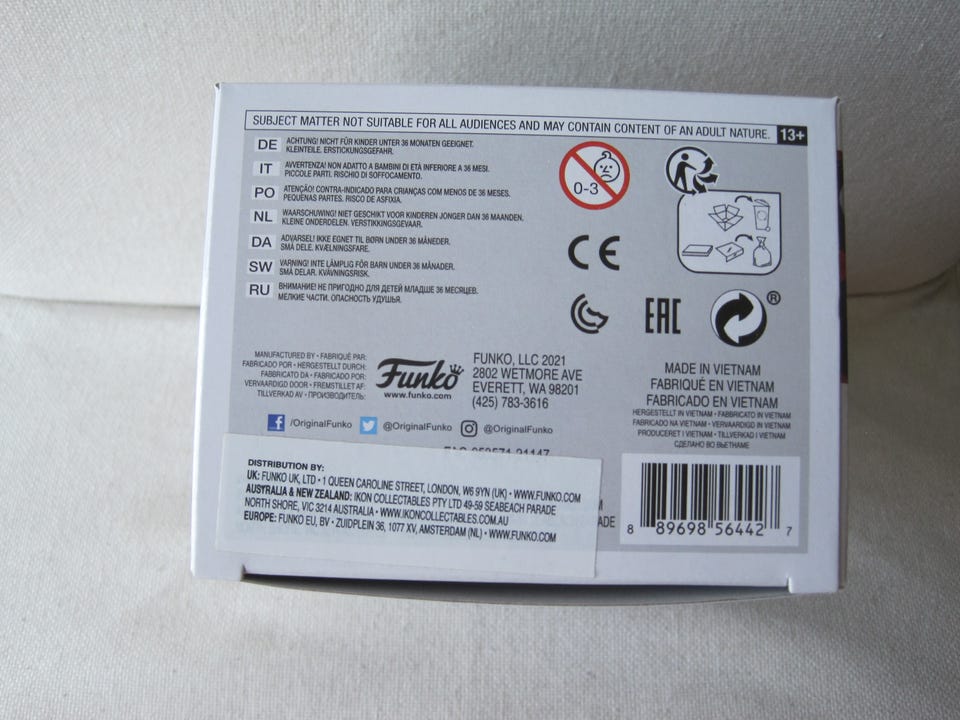 SUBJECT MATTER NOT SUITABLE FOR ALL AUDIENCES AND MAY CONTAIN CONTENT OF AN ADULT NATURE. 13+
DE ACHTUNG! NICHT FÜR KINDER UNTER 36 MONATEN GEEIGNET.
KLEINTEILE. ERSTICKUNGSGEFAHR.
IT AVVERTENZA! NON ADATTO A BAMBINI DI ETÀ INFERIORE A 36 MESI.
PICCOLE PARTI. RISCHIO DI SOFFOCAMENTO.
PO ATENÇÃO! CONTRA-INDICADO PARA CRIANÇAS COM MENOS DE 36 MESES.
PEQUENAS PARTES. RISCO DE ASFIXIA.
NL WAARSCHUWING! NIET GESCHIKT VOOR KINDEREN JONGER DAN 36 MAANDEN.
KLEINE ONDERDELEN. VERSTIKKINGSGEVAAR.
DA ADVARSEL! IKKE EGNET TIL BØRN UNDER 36 MÅNEDER.
SMÅ DELE. KVÆLNINGSFARE.
SW VARNING! INTE LÄMPLIG FÖR BARN UNDER 36 MÅNADER.
SMÅ DELAR. KVÄVNINGSRISK.
RU ВНИМАНИЕ! НЕ ПРИГОДНО ДЛЯ ДЕТЕЙ МЛАДШЕ 36 МЕСЯЦЕВ.
МЕЛКИЕ ЧАСТИ. ОПАСНОСТЬ УДУШЬЯ.
0-3
CE
EAC
®
MANUFACTURED BY • FABRIQUÉ PAR:
FABRICADO POR • HERGESTELLT DURCH:
FABBRICATO DA • FABRICADO POR:
VERVAARDIGD DOOR • FREMSTILLET AF:
TILLVERKAD AV • ПРОИЗВОДИТЕЛЬ:
Funko
www.funko.com
FUNKO, LLC 2021
2802 WETMORE AVE
EVERETT, WA 98201
(425) 783-3616
/OriginalFunko @OriginalFunko @OriginalFunko
MADE IN VIETNAM
FABRIQUÉ EN VIETNAM
FABRICADO EN VIETNAM
HERGESTELLT IN VIETNAM • FABBRICATO IN VIETNAM
FABRICADO NA VIETNAM • VERVAARDIGD IN VIETNAM
PRODUCERET I VIETNAM • TILLVERKAD I VIETNAM
СДЕЛАНО ВО ВЬЕТНАМЕ
DISTRIBUTION BY:
UK: FUNKO UK, LTD • 1 QUEEN CAROLINE STREET, LONDON, W6 9YN (UK) • WWW.FUNKO.COM
AUSTRALIA & NEW ZEALAND: IKON COLLECTABLES PTY LTD 49-59 SEABEACH PARADE
NORTH SHORE, VIC 3214 AUSTRALIA • WWW.IKONCOLLECTABLES.COM.AU
EUROPE: FUNKO EU, BV • ZUIDPLEIN 36, 1077 XV, AMSTERDAM (NL) • WWW.FUNKO.COM
M
ADE
8 89698 56442 7